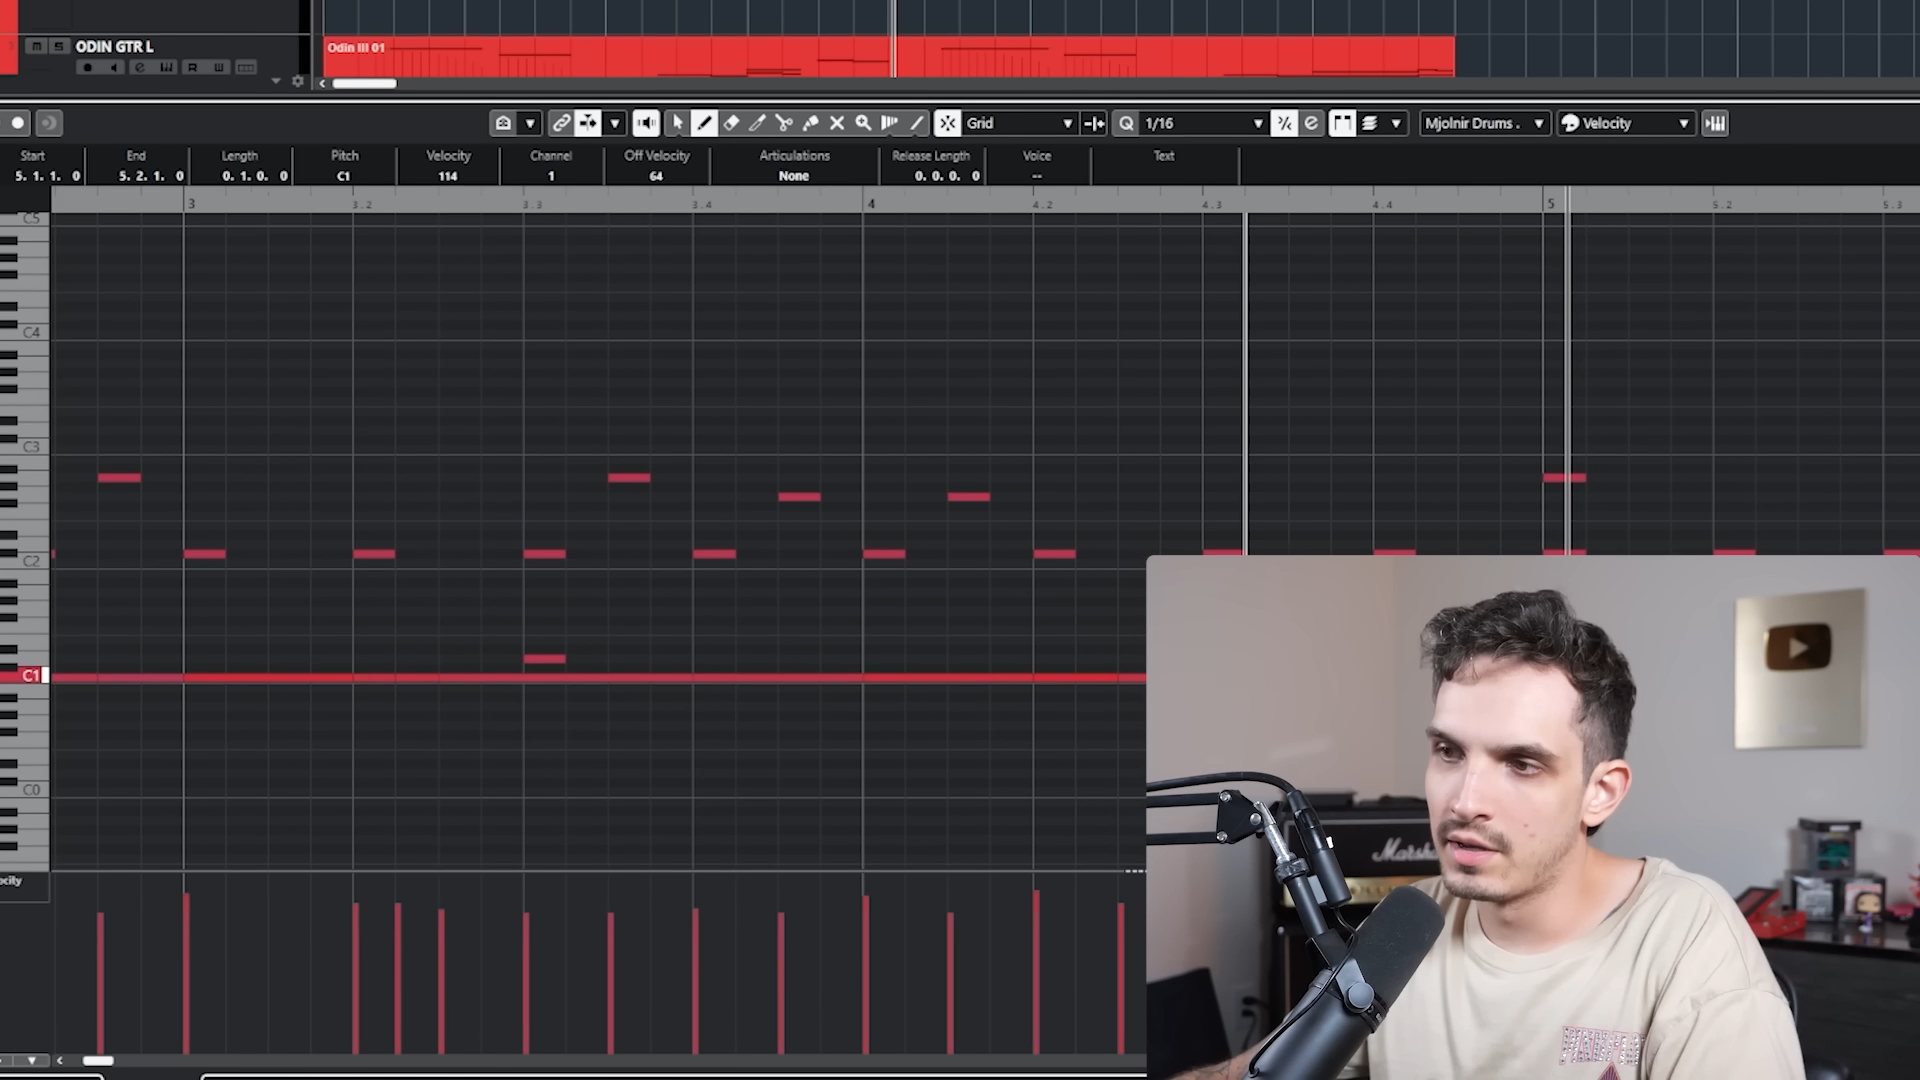 ODIN GTR L
Odin III 01
Grid
1/16
Mjolnir Drums .
Velocity
Start End Length Pitch Velocity Channel Off Velocity Articulations Release Length Voice Text
5. 1. 1. 0 5. 2. 1. 0 0. 1. 0. 0 C1 114 1 64 None 0. 0. 0. 0 --
3 3.2 3.3 3.4 4 4.2 4.3 4.4 5 5.2 5.3
C5
C4
C3
C2
C1
C0
ocity
Marsh